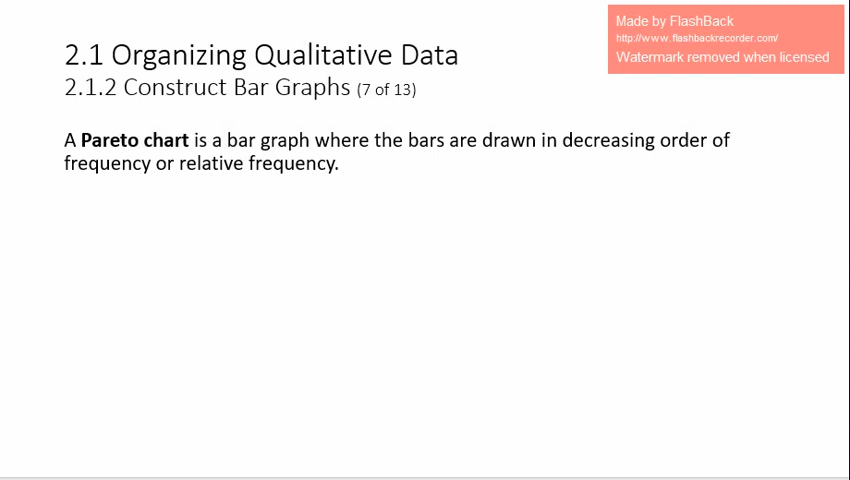 2.1 Organizing Qualitative Data
2.1.2 Construct Bar Graphs (7 of 13)
Made by FlashBack
http://www.flashbackrecorder.com/
Watermark removed when licensed
A Pareto chart is a bar graph where the bars are drawn in decreasing order of
frequency or relative frequency.